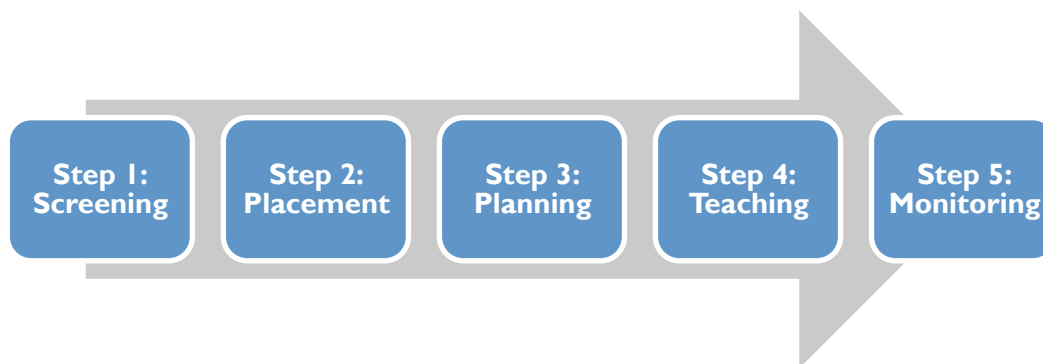 Step 1:
Screening
Step 2:
Placement
Step 3:
Planning
Step 4:
Teaching
Step 5:
Monitoring